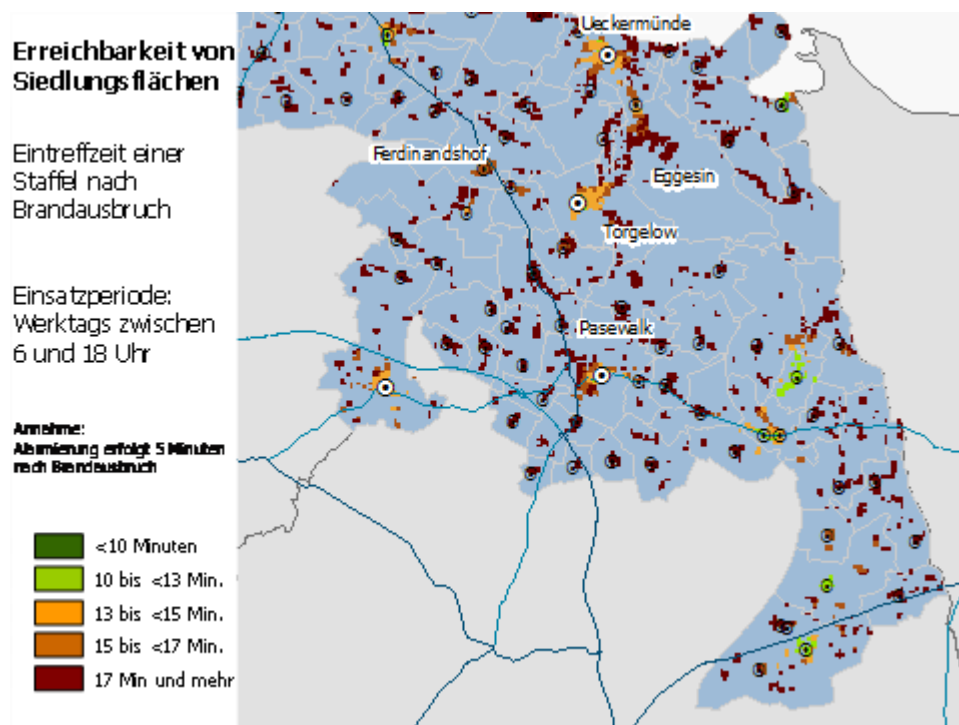 Erreichbarkeit von
Siedlungsflächen
Eintreffzeit einer
Staffel nach
Brandausbruch
Einsatzperiode:
Werktags zwischen
6 und 18 Uhr
Annahme:
Alarmierung erfolgt 5 Minuten
nach Brandausbruch
<10 Minuten
10 bis <13 Min.
13 bis <15 Min.
15 bis <17 Min.
17 Min und mehr
Ueckermünde
Ferdinandshof
Eggesin
Torgelow
Pasewalk